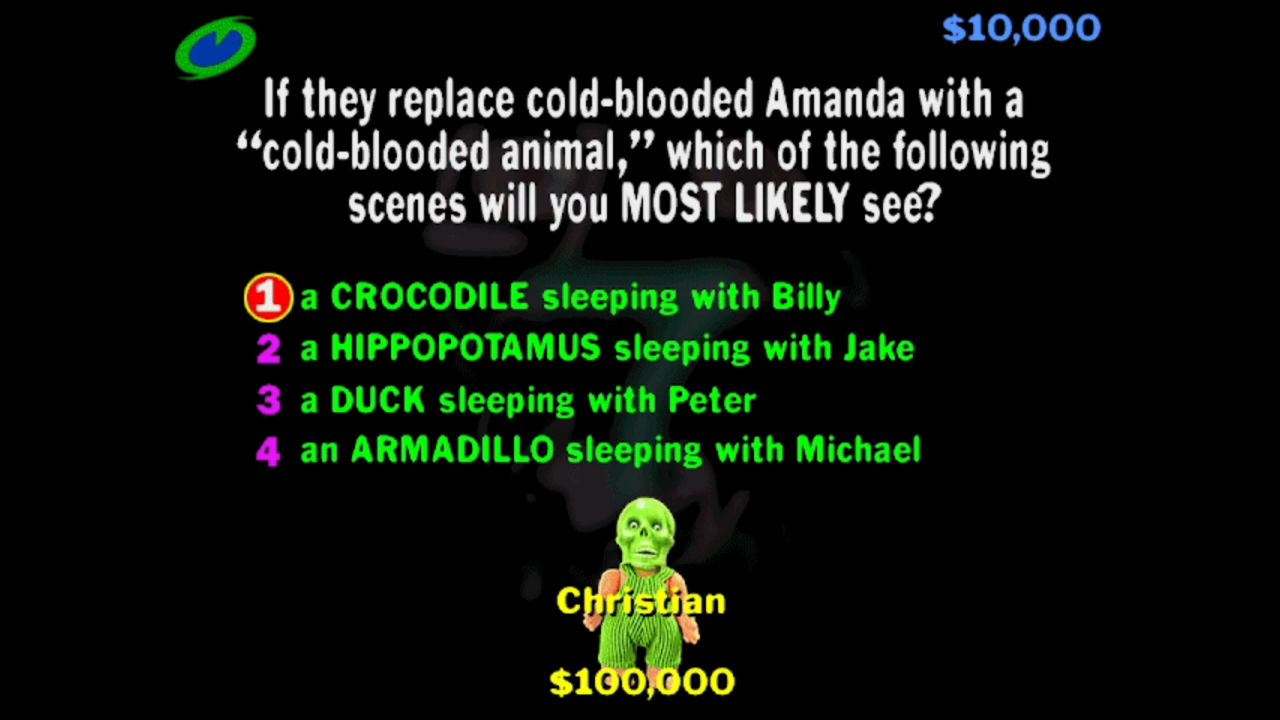 $10,000
If they replace cold-blooded Amanda with a
“cold-blooded animal,” which of the following
scenes will you MOST LIKELY see?
1 a CROCODILE sleeping with Billy
2 a HIPPOPOTAMUS sleeping with Jake
3 a DUCK sleeping with Peter
4 an ARMADILLO sleeping with Michael
Christian
$100,000